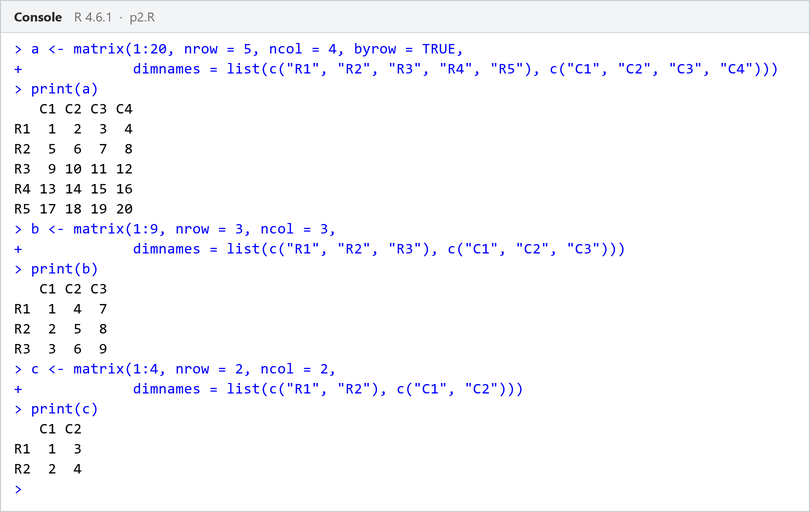 Console R 4.6.1 · p2.R
> a <- matrix(1:20, nrow = 5, ncol = 4, byrow = TRUE,
+             dimnames = list(c("R1", "R2", "R3", "R4", "R5"), c("C1", "C2", "C3", "C4")))
> print(a)
   C1 C2 C3 C4
R1  1  2  3  4
R2  5  6  7  8
R3  9 10 11 12
R4 13 14 15 16
R5 17 18 19 20
> b <- matrix(1:9, nrow = 3, ncol = 3,
+             dimnames = list(c("R1", "R2", "R3"), c("C1", "C2", "C3")))
> print(b)
   C1 C2 C3
R1  1  4  7
R2  2  5  8
R3  3  6  9
> c <- matrix(1:4, nrow = 2, ncol = 2,
+             dimnames = list(c("R1", "R2"), c("C1", "C2")))
> print(c)
   C1 C2
R1  1  3
R2  2  4
>